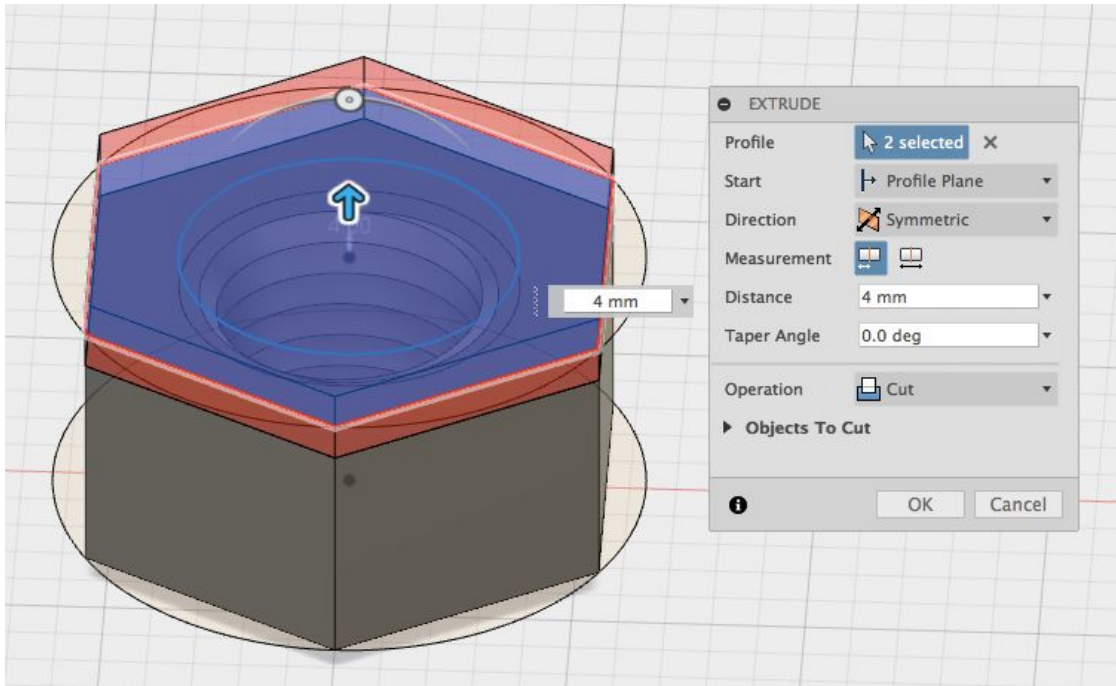 EXTRUDE
Profile 2 selected
Start Profile Plane
Direction Symmetric
Measurement
4 mm
Distance 4 mm
Taper Angle 0.0 deg
Operation Cut
Objects To Cut
OK Cancel